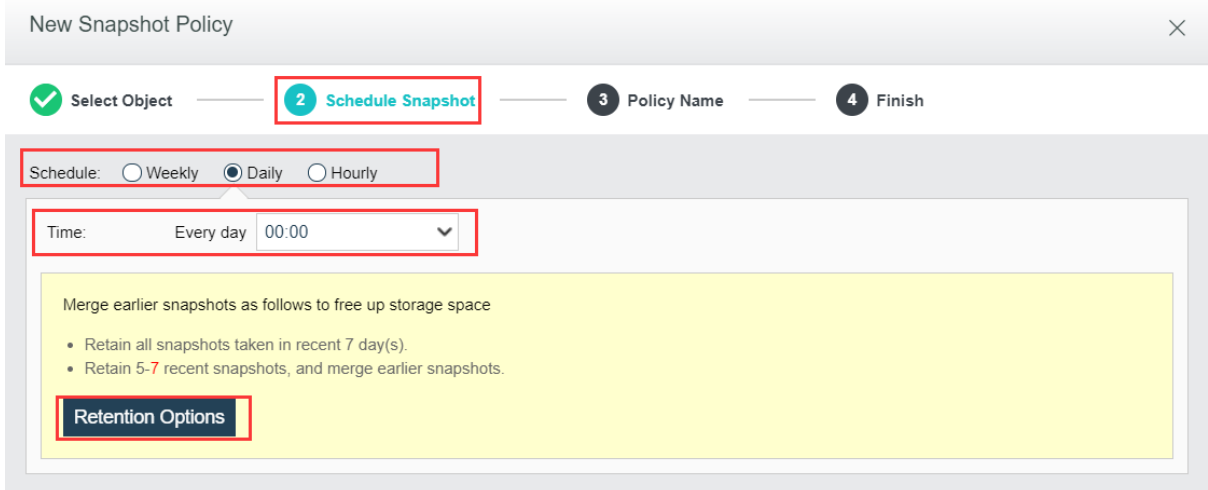 New Snapshot Policy
Select Object 2 Schedule Snapshot 3 Policy Name 4 Finish
Schedule: Weekly Daily Hourly
Time: Every day 00:00
Merge earlier snapshots as follows to free up storage space
• Retain all snapshots taken in recent 7 day(s).
• Retain 5-7 recent snapshots, and merge earlier snapshots.
Retention Options